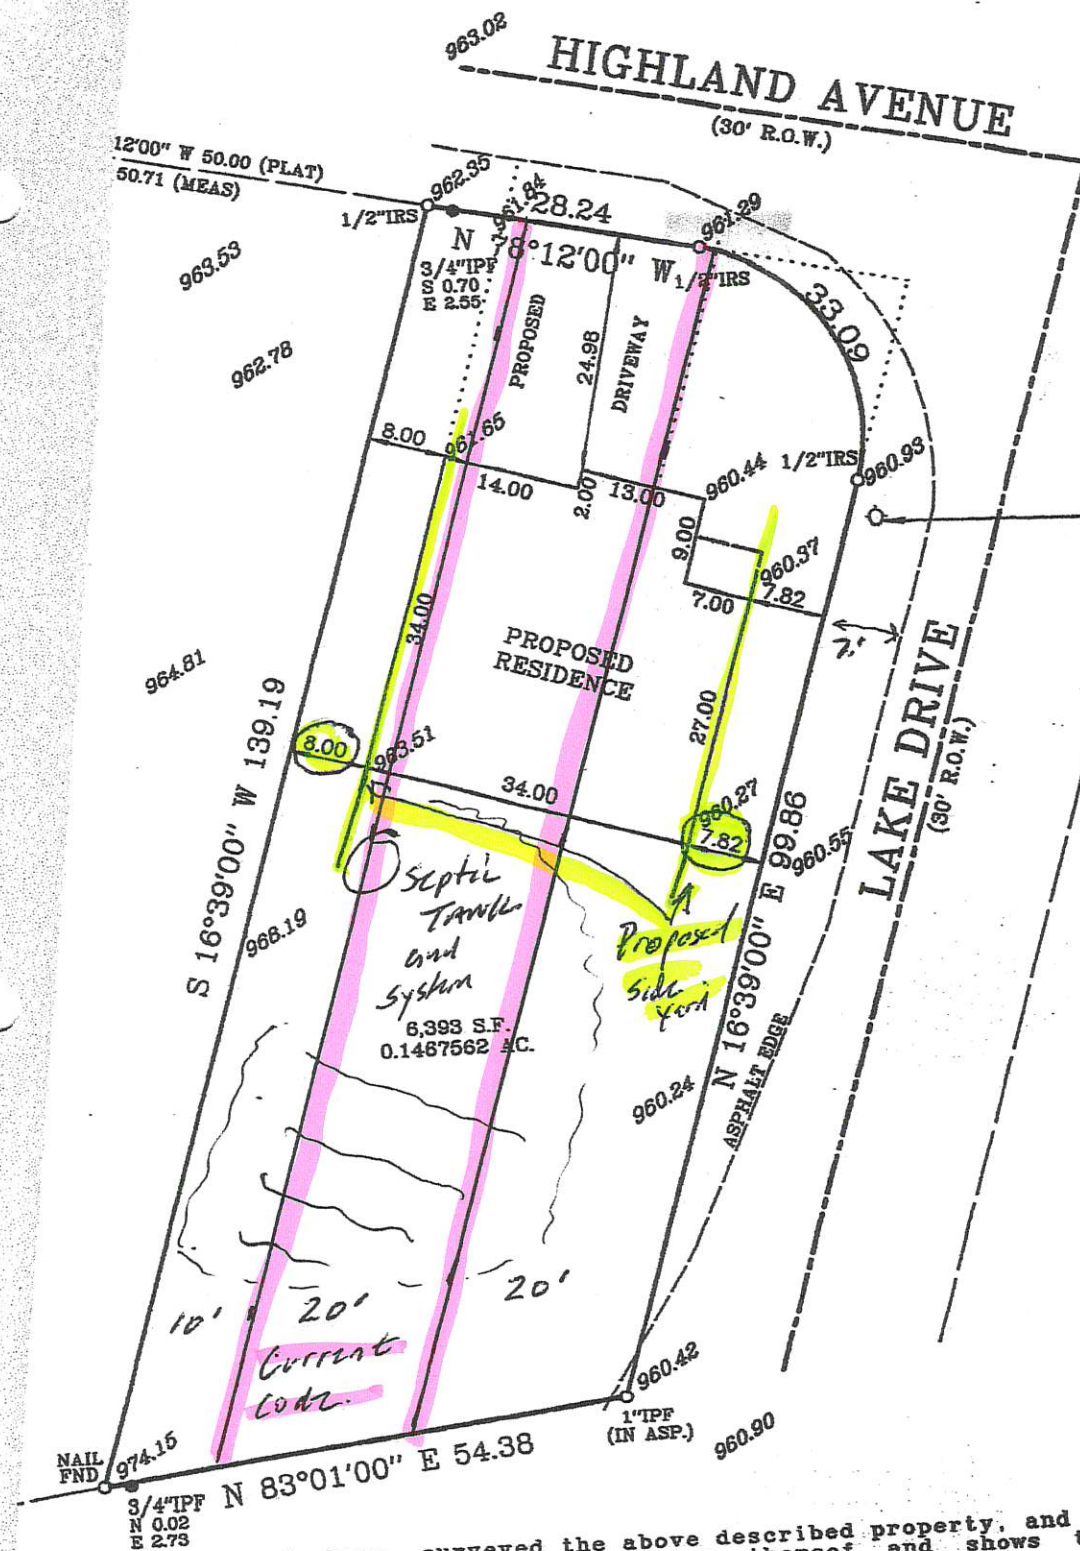 963.02
HIGHLAND AVENUE
(30' R.O.W.)
12'00" W 50.00 (PLAT)
50.71 (MEAS)
962.35
1/2"IRS
961.84
28.24
961.29
N 78°12'00" W
1/2"IRS
3/4"IPF
S 0.70
E 2.55
963.53
962.78
PROPOSED
24.98
DRIVEWAY
33.09
8.00
961.65
14.00
2.00
13.00
960.44
1/2"IRS
960.93
9.00
960.37
7.00
7.82
34.00
PROPOSED
RESIDENCE
964.81
7.'
LAKE DRIVE
(30' R.O.W.)
27.00
S 16°39'00" W 139.19
8.00
963.51
34.00
960.27
7.82
960.55
N 16°39'00" E 99.86
Septic
Tank
and
System
Proposed
Side
Yard
968.19
6,393 S.F.
0.1467562 AC.
960.24
ASPHALT EDGE
10'
20'
20'
Current
Code.
960.42
1"IPF
(IN ASP.)
960.90
NAIL
FND
974.15
N 83°01'00" E 54.38
3/4"IPF
N 0.02
E 2.73
surveyed the above described property, and
thereof and shows